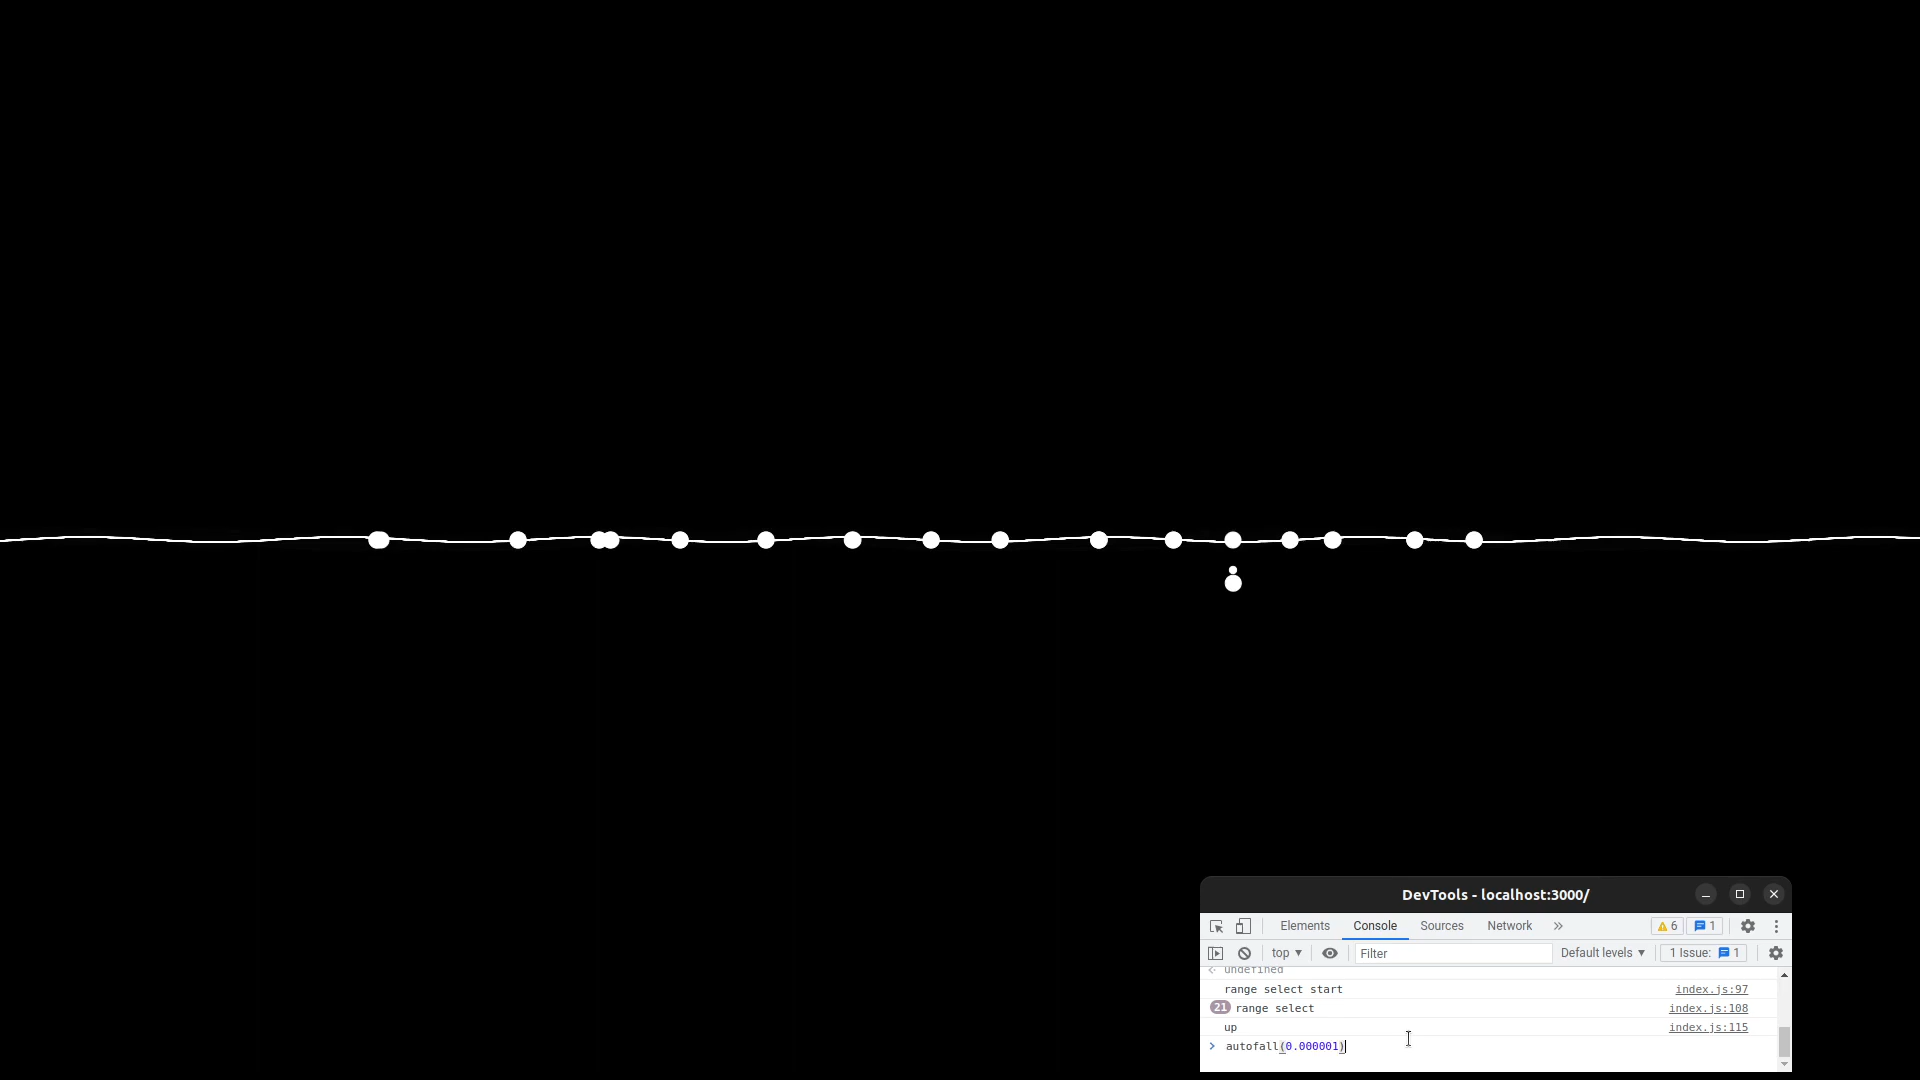 DevTools - localhost:3000/
Elements Console Sources Network 6 1
top Filter Default levels 1 Issue: 1
undefined
range select start index.js:97
21 range select index.js:108
up index.js:115
autofall(0.000001)